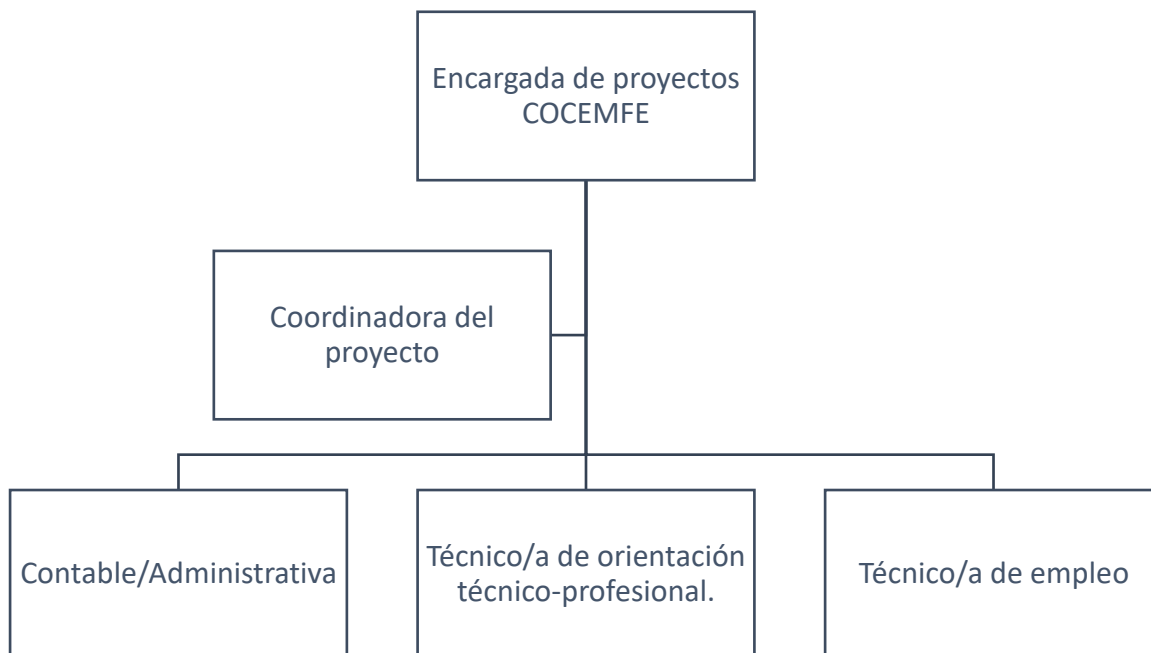 Encargada de proyectos
COCEMFE
Coordinadora del
proyecto
Contable/Administrativa
Técnico/a de orientación
técnico-profesional.
Técnico/a de empleo